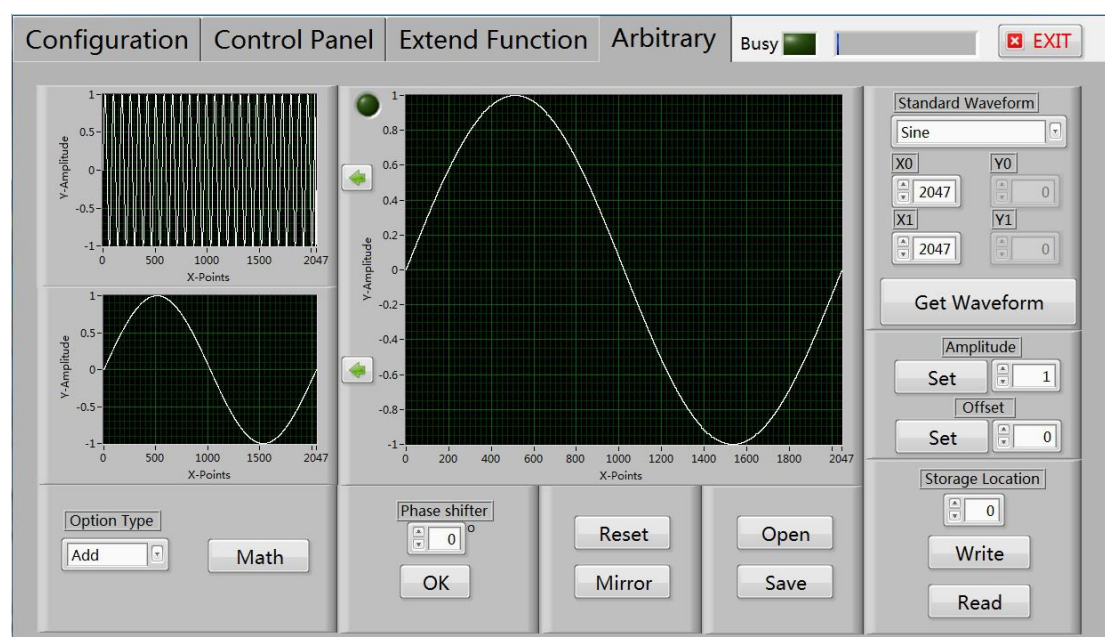 Configuration Control Panel Extend Function Arbitrary Busy EXIT
1
0.5
0
-0.5
-1
Y-Amplitude
0 500 1000 1500 2047
X-Points
1
0.5
0
-0.5
-1
Y-Amplitude
0 500 1000 1500 2047
X-Points
1
0.8
0.6
0.4
0.2
0
-0.2
-0.4
-0.6
-0.8
-1
Y-Amplitude
0 200 400 600 800 1000 1200 1400 1600 1800 2047
X-Points
Standard Waveform
Sine
X0 Y0
2047 0
X1 Y1
2047 0
Get Waveform
Amplitude
Set 1
Offset
Set 0
Storage Location
0
Write
Read
Option Type
Add Math
Phase shifter
0 o
OK
Reset
Mirror
Open
Save